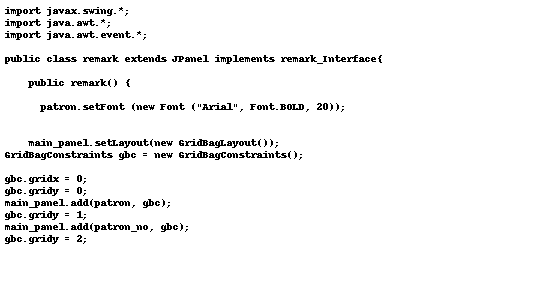 import javax.swing.*;
import java.awt.*;
import java.awt.event.*;
public class remark extends JPanel implements remark_Interface{
public remark() {
patron.setFont (new Font ("Arial", Font.BOLD, 20));
main_panel.setLayout(new GridBagLayout());
GridBagConstraints gbc = new GridBagConstraints();
gbc.gridx = 0;
gbc.gridy = 0;
main_panel.add(patron, gbc);
gbc.gridy = 1;
main_panel.add(patron_no, gbc);
gbc.gridy = 2;